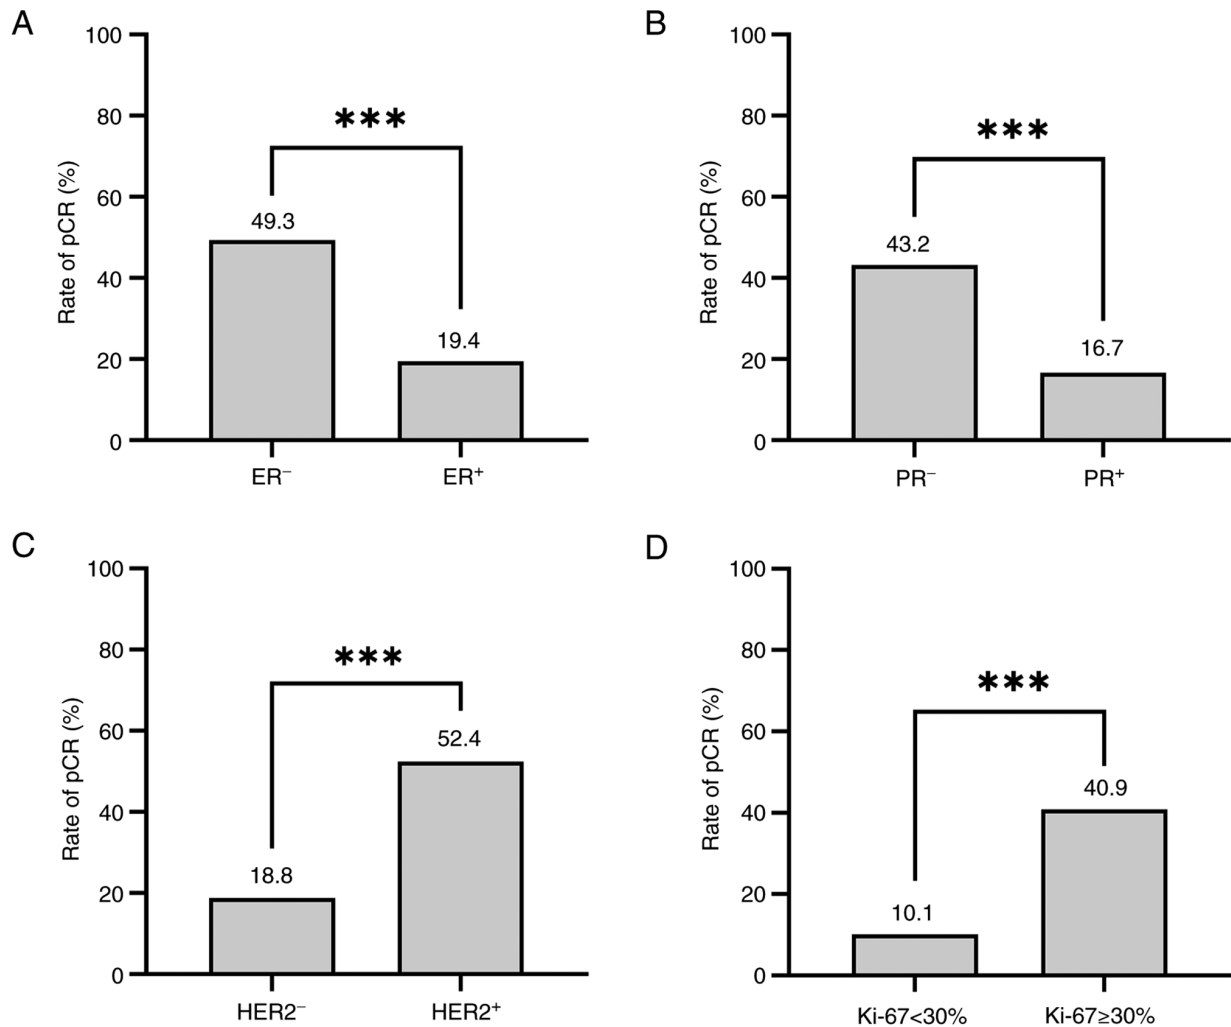 A
100
80
60
40
20
0
Rate of pCR (%)
***
49.3
19.4
ER⁻
ER⁺
B
100
80
60
40
20
0
Rate of pCR (%)
***
43.2
16.7
PR⁻
PR⁺
C
100
80
60
40
20
0
Rate of pCR (%)
***
18.8
52.4
HER2⁻
HER2⁺
D
100
80
60
40
20
0
Rate of pCR (%)
***
10.1
40.9
Ki-67<30%
Ki-67≥30%